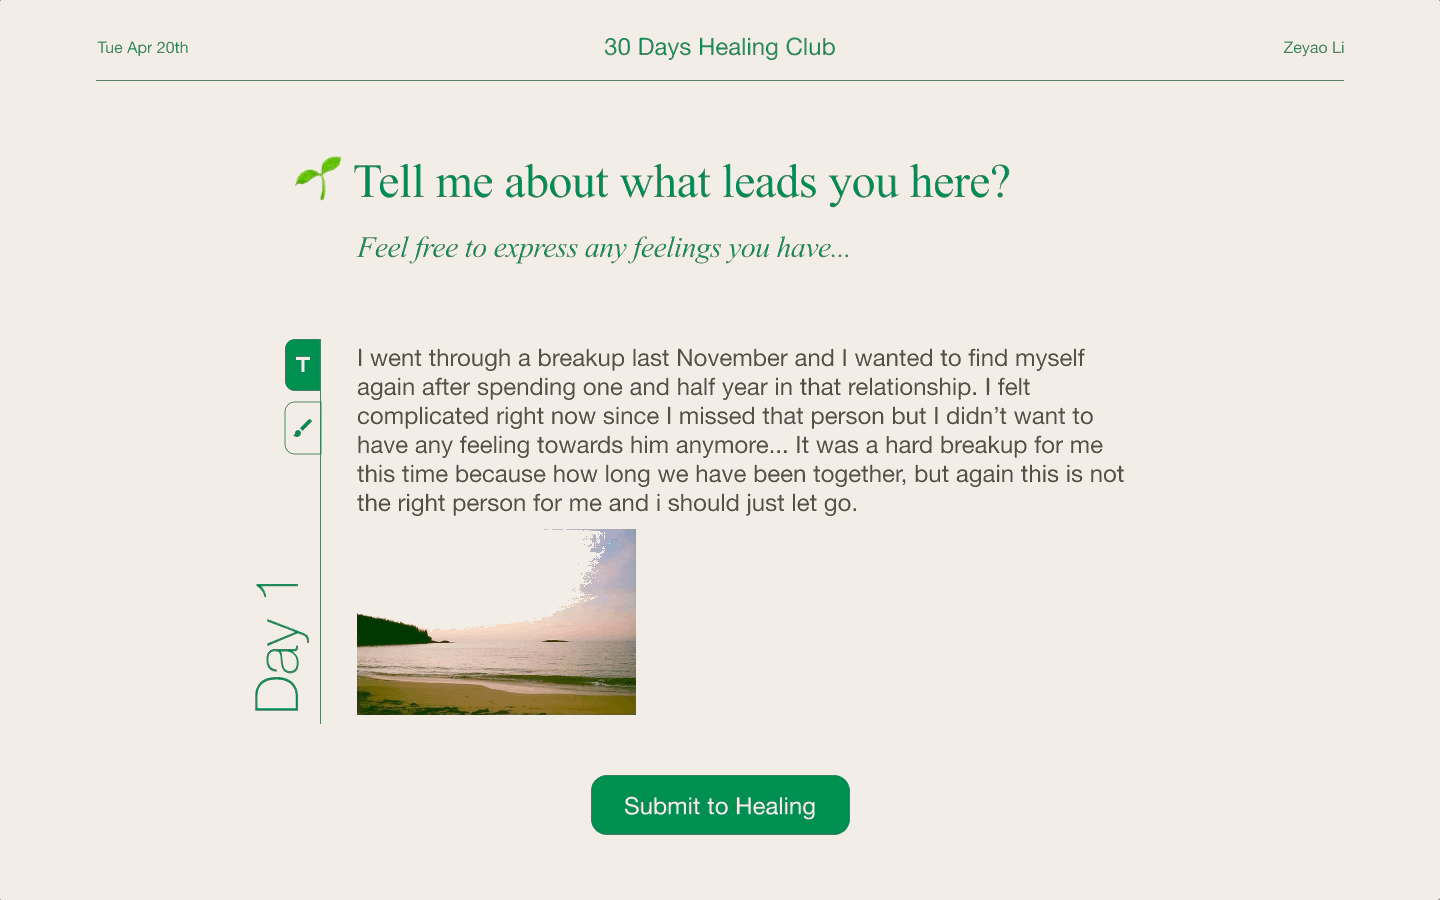 Tue Apr 20th
30 Days Healing Club
Zeyao Li
Tell me about what leads you here?
Feel free to express any feelings you have...
T
I went through a breakup last November and I wanted to find myself
again after spending one and half year in that relationship. I felt
complicated right now since I missed that person but I didn’t want to
have any feeling towards him anymore... It was a hard breakup for me
this time because how long we have been together, but again this is not
the right person for me and i should just let go.
Day 1
Submit to Healing